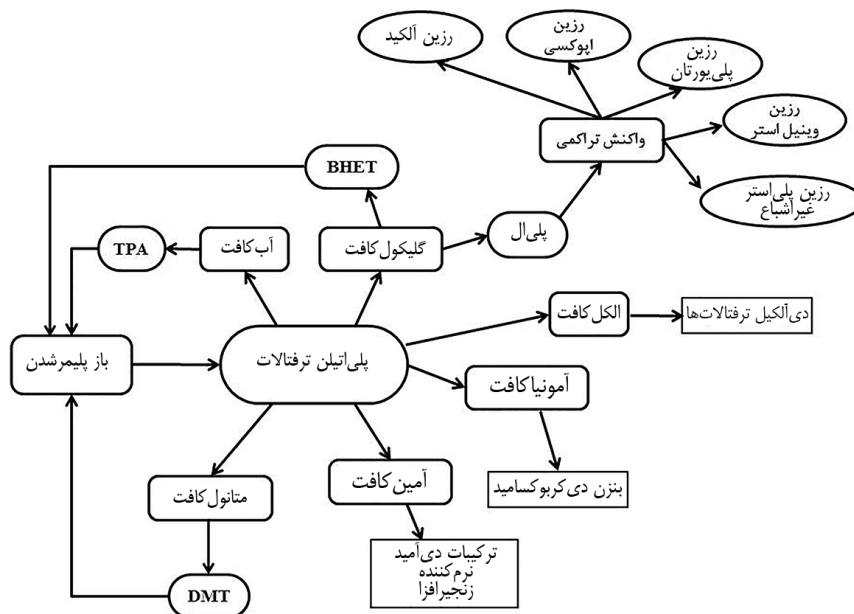 رزین آلکید
رزین
اپوکسی
رزین
پلی‌یورتان
رزین
وینیل استر
رزین پلی‌استر
غیراشباع
واکنش تراکمی
BHET
پلی‌ال
گلیکول‌کافت
آب‌کافت
TPA
الکل‌کافت
دی‌آلکیل ترفتالات‌ها
پلی‌اتیلن ترفتالات
باز پلیمرشدن
آمونیاکافت
آمین‌کافت
متانول‌کافت
بنزن دی‌کربوکسامید
ترکیبات دی‌آمید
نرم‌کننده
زنجیرافزا
DMT